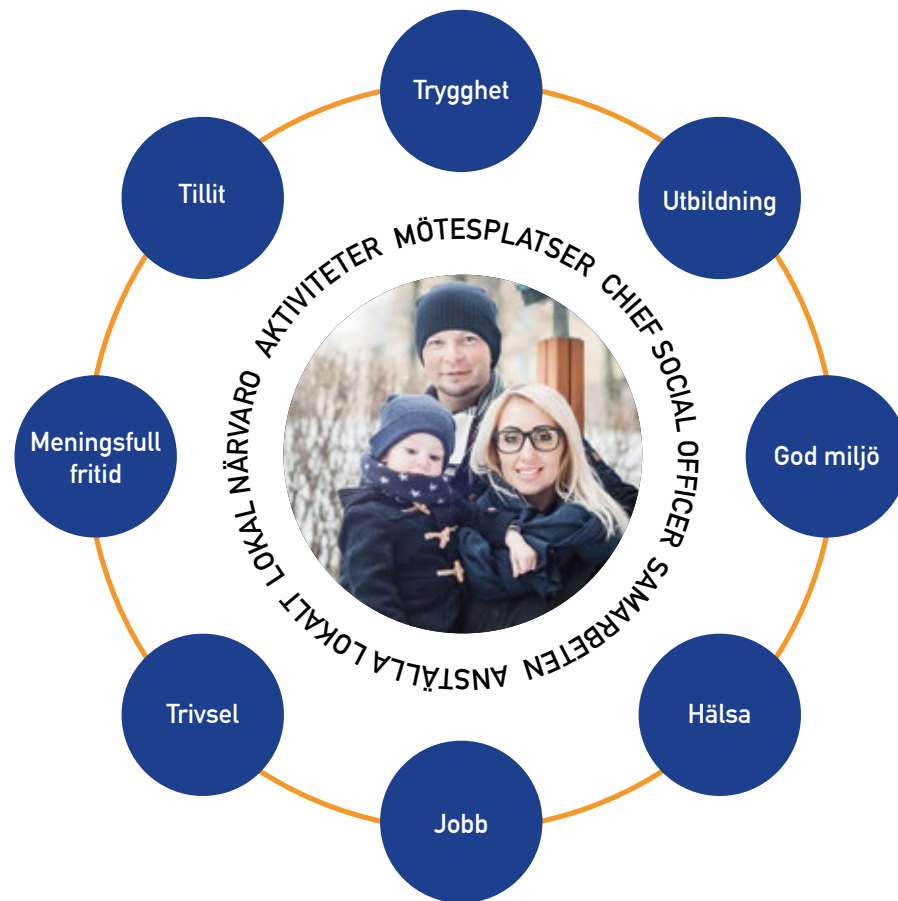 Trygghet
Utbildning
God miljö
Hälsa
Jobb
Trivsel
Meningsfull
fritid
Tillit
LOKAL NÄRVARO AKTIVITETER MÖTESPLATSER CHIEF SOCIAL OFFICER SAMARBETEN ANSTÄLLA LOKALT